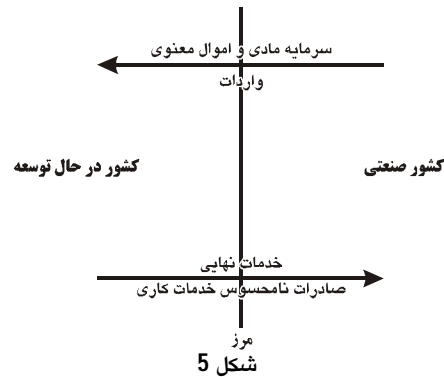 سرمایه مادی و اموال معنوی
واردات
کشور صنعتی
کشور در حال توسعه
خدمات نهایی
صادرات نامحسوس خدمات کاری
مرز
شکل 5